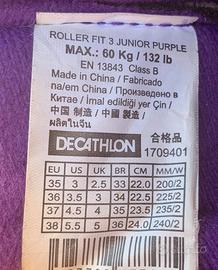 ROLLER FIT 3 JUNIOR PURPLE
MAX.: 60 Kg / 132 lb
EN 13843 Class B
Made in China / Fabricado
na/em China / Произведено в
Китае / İmal edildiği yer Çin /
中国 制造 / 中國 製造 /
ผลิตในจีน
合格品
DECATHLON 1709401
EU UK US BR CM MM/W
35 3 2.5 33 22.0 200/2
36 3.5 3 34 22.5 225/2
37 4.5 4 35 23.5 235/2
38 5.5 5 36 24.0 240/2